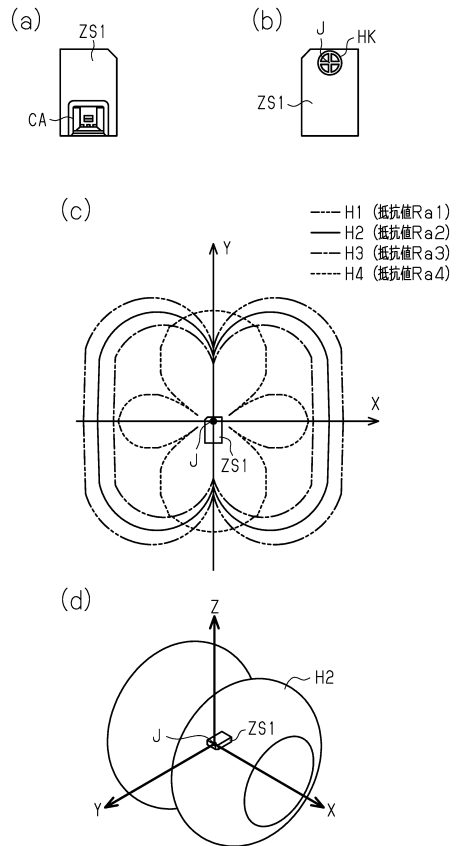 (a)
ZS1
CA
(b)
J
HK
ZS1
(c)
H1 (抵抗値Ra1)
H2 (抵抗値Ra2)
H3 (抵抗値Ra3)
H4 (抵抗値Ra4)
Y
X
J
ZS1
(d)
Z
H2
J
ZS1
Y
X